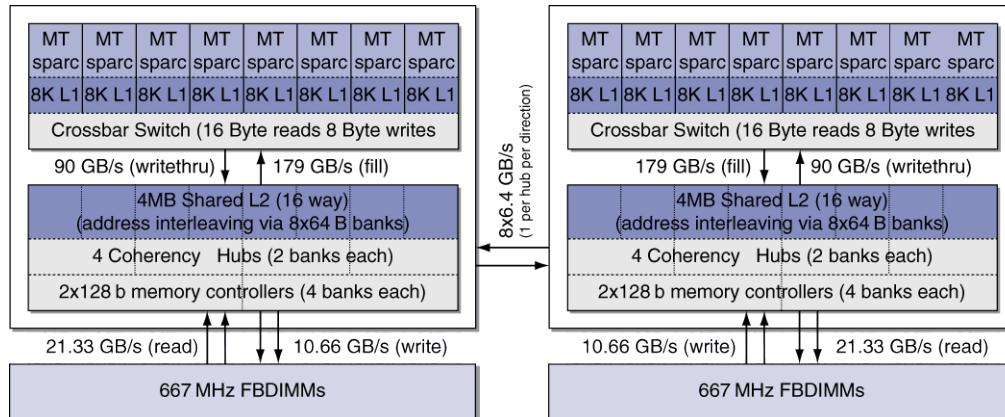 MT MT MT MT MT MT MT MT
sparc sparc sparc sparc sparc sparc sparc sparc
8K L1 8K L1 8K L1 8K L1 8K L1 8K L1 8K L1 8K L1
Crossbar Switch (16 Byte reads 8 Byte writes
90 GB/s (writethru)
179 GB/s (fill)
4MB Shared L2 (16 way)
(address interleaving via 8x64 B banks)
4 Coherency Hubs (2 banks each)
2x128 b memory controllers (4 banks each)
21.33 GB/s (read)
10.66 GB/s (write)
667 MHz FBDIMMs
8x6.4 GB/s
(1 per hub per direction)
MT MT MT MT MT MT MT MT
sparc sparc sparc sparc sparc sparc sparc sparc
8K L1 8K L1 8K L1 8K L1 8K L1 8K L1 8K L1 8K L1
Crossbar Switch (16 Byte reads 8 Byte writes
179 GB/s (fill)
90 GB/s (writethru)
4MB Shared L2 (16 way)
(address interleaving via 8x64 B banks)
4 Coherency Hubs (2 banks each)
2x128 b memory controllers (4 banks each)
10.66 GB/s (write)
21.33 GB/s (read)
667 MHz FBDIMMs